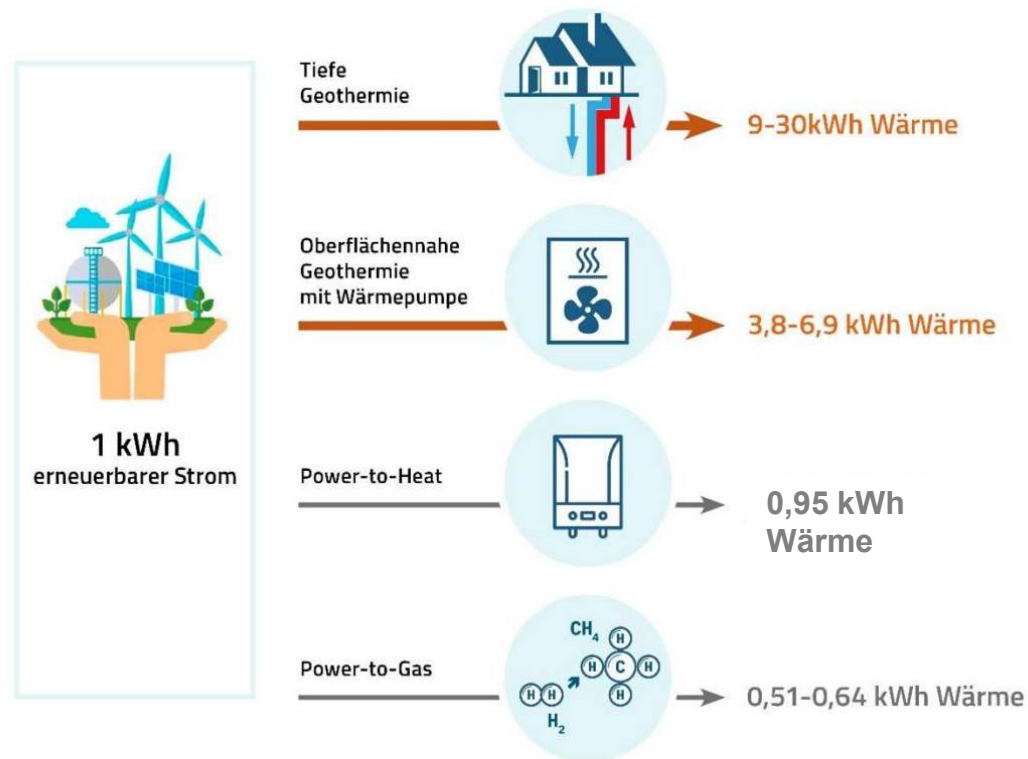 1 kWh
erneuerbarer Strom
Tiefe
Geothermie
9-30kWh Wärme
Oberflächennahe
Geothermie
mit Wärmepumpe
3,8-6,9 kWh Wärme
Power-to-Heat
0,95 kWh
Wärme
Power-to-Gas
CH₄
H
H C H
H
H H
H₂
0,51-0,64 kWh Wärme